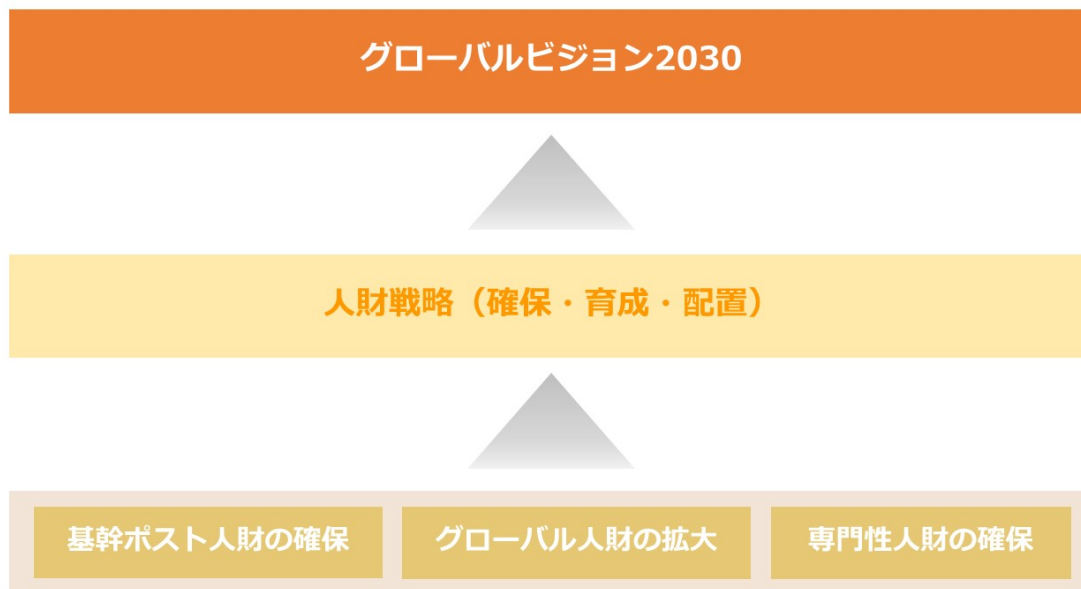 グローバルビジョン2030
人財戦略（確保・育成・配置）
基幹ポスト人財の確保
グローバル人財の拡大
専門性人財の確保